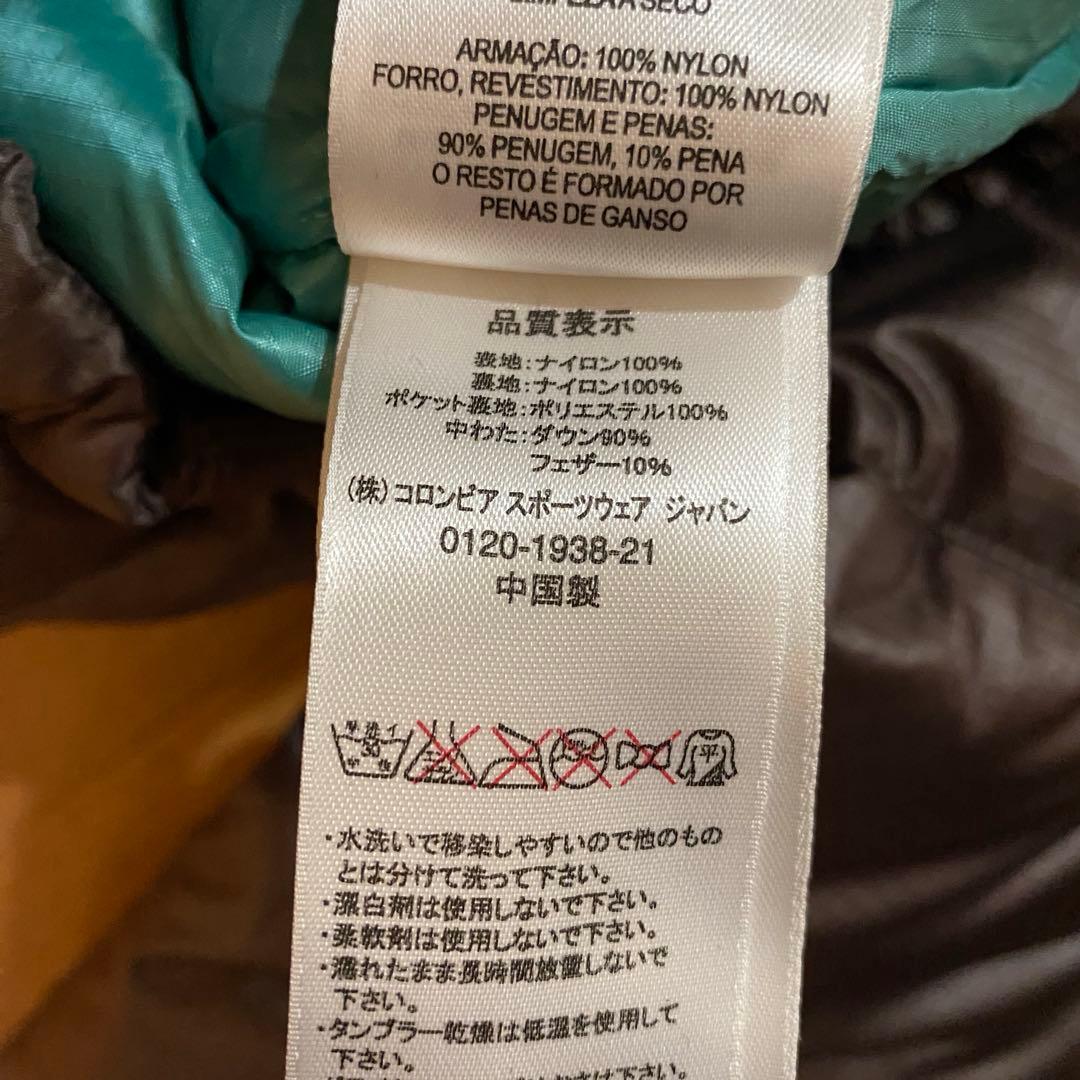 ARMAÇÃO: 100% NYLON
FORRO, REVESTIMENTO: 100% NYLON
PENUGEM E PENAS:
90% PENUGEM, 10% PENA
O RESTO É FORMADO POR
PENAS DE GANSO
品質表示
表地:ナイロン100%
裏地:ナイロン100%
ポケット裏地:ポリエステル100%
中わた:ダウン90%
フェザー10%
(株)コロンビア スポーツウェア ジャパン
0120-1938-21
中国製
手洗イ
30
中性
平
・水洗いで移染しやすいので他のもの
とは分けて洗って下さい。
・漂白剤は使用しないで下さい。
・柔軟剤は使用しないで下さい。
・濡れたまま長時間放置しないで
下さい。
・タンブラー乾燥は低温を使用して
下さい。